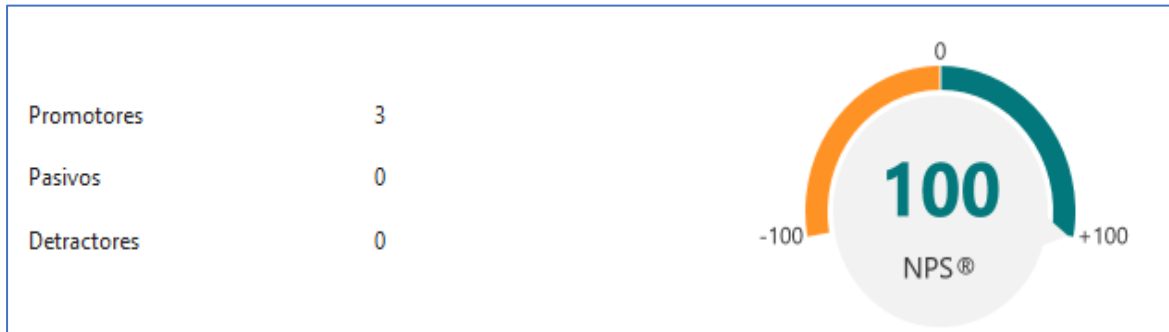 Promotores 3
Pasivos 0
Detractores 0
0
100
-100
+100
NPS®